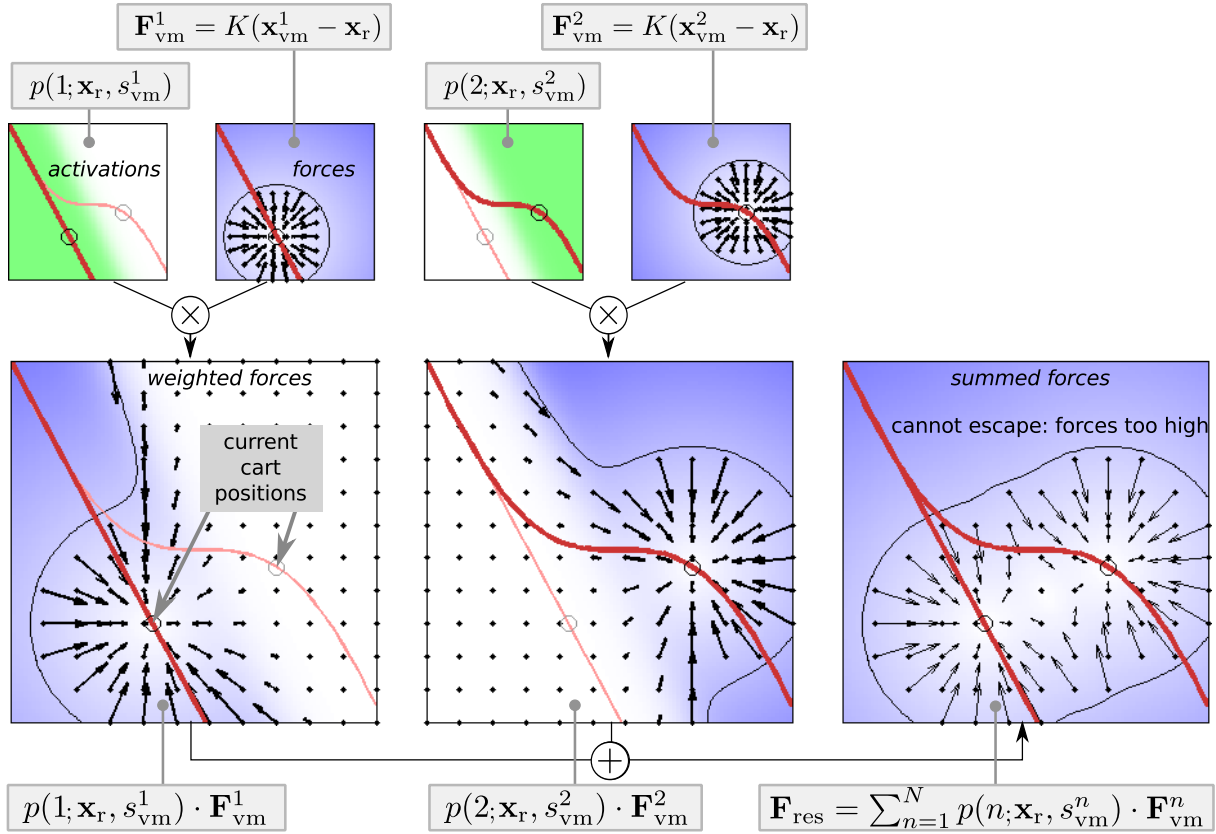 𝐅¹ᵥₘ = K(𝐱¹ᵥₘ − 𝐱ᵣ)
𝐅²ᵥₘ = K(𝐱²ᵥₘ − 𝐱ᵣ)
p(1; 𝐱ᵣ, s¹ᵥₘ)
p(2; 𝐱ᵣ, s²ᵥₘ)
activations
forces
weighted forces
summed forces
cannot escape: forces too high
current
cart
positions
p(1; 𝐱ᵣ, s¹ᵥₘ) · 𝐅¹ᵥₘ
p(2; 𝐱ᵣ, s²ᵥₘ) · 𝐅²ᵥₘ
𝐅ᵣₑₛ = ∑ᴺₙ₌₁ p(n; 𝐱ᵣ, sⁿᵥₘ) · 𝐅ⁿᵥₘ